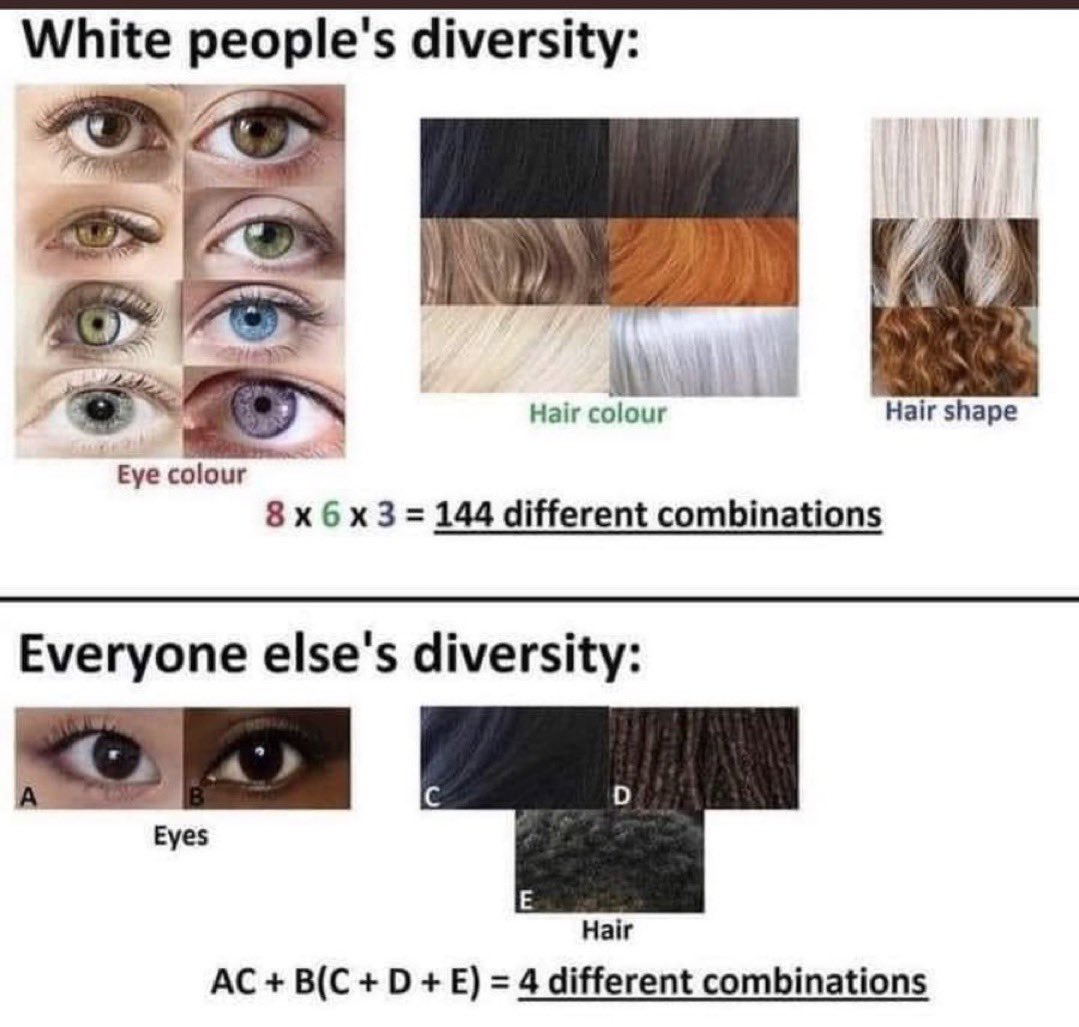 White people's diversity:
Eye colour
Hair colour
Hair shape
8 x 6 x 3 = 144 different combinations
Everyone else's diversity:
A
B
Eyes
C
D
E
Hair
AC + B(C + D + E) = 4 different combinations